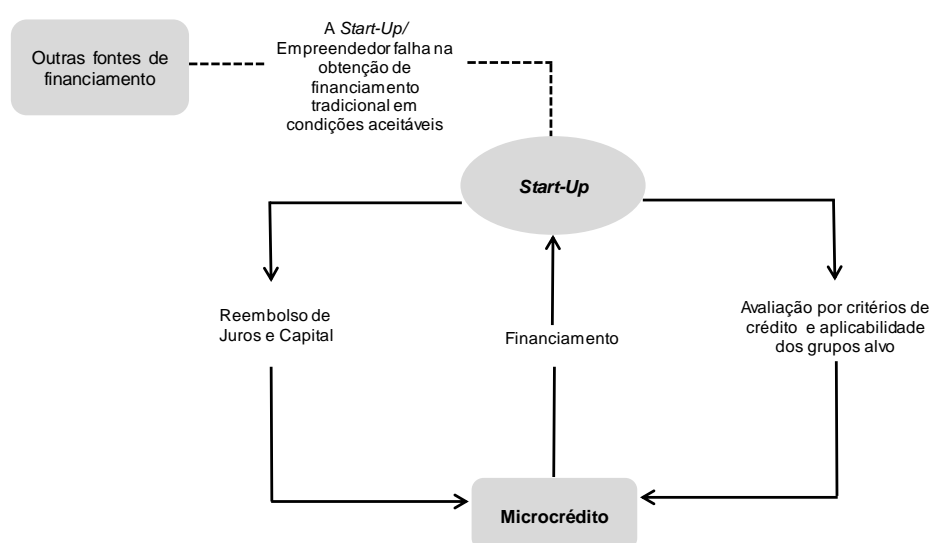 Outras fontes de
financiamento
A Start-Up/
Empreendedor falha na
obtenção de
financiamento
tradicional em
condições aceitáveis
Start-Up
Reembolso de
Juros e Capital
Financiamento
Avaliação por critérios de
crédito e aplicabilidade
dos grupos alvo
Microcrédito